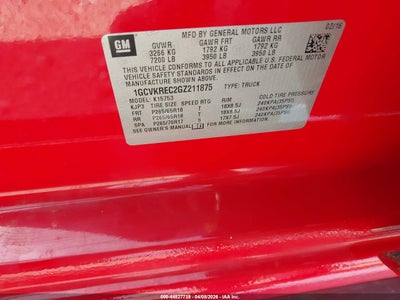 GM
MFD BY GENERAL MOTORS LLC
02/16
GVWR GAWR FRT GAWR RR
3266 KG 1792 KG 1792 KG
7200 LB 3950 LB 3950 LB
THIS VEHICLE CONFORMS TO ALL APPLICABLE U.S. FEDERAL MOTOR
VEHICLE SAFETY STANDARDS IN EFFECT ON THE DATE OF
MANUFACTURE SHOWN ABOVE.
1GCVKREC2GZ211875 TYPE: TRUCK
MODEL: K15753
KJP3 TIRE SIZE SPEED RTG RIM COLD TIRE PRESSURE
FRT P265/65R18 T 18X8.5J 240KPA(35PSI)
RR P265/65R18 T 18X8.5J 240KPA(35PSI)
SPA P265/70R17 S 17X7.5J 240KPA(35PSI)
SEE OWNER'S MANUAL FOR
000-44827719 - 04/09/2026 - IAA Inc.